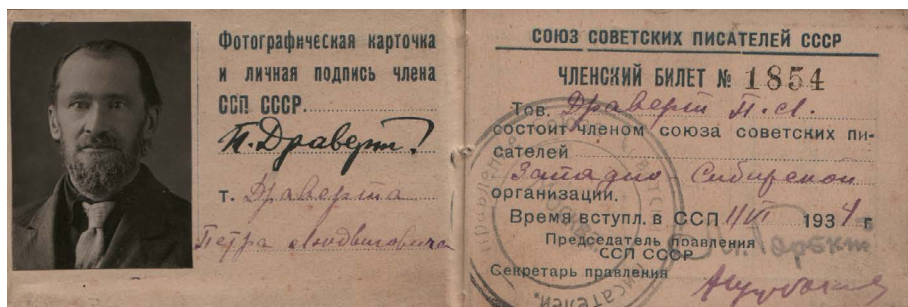 Фотографическая карточка
и личная подпись члена
ССП СССР
П. Драверт
т. Драверта
Петра Людвиговича
СОЮЗ СОВЕТСКИХ ПИСАТЕЛЕЙ СССР
ЧЛЕНСКИЙ БИЛЕТ № 1854
Тов. Драверт П. Л.
состоит членом союза советских пи-
сателей
Западно-Сибирской
организации.
Время вступл. в ССП 11/VI 1934 г
Председатель правления
ССП СССР
Секретарь правления